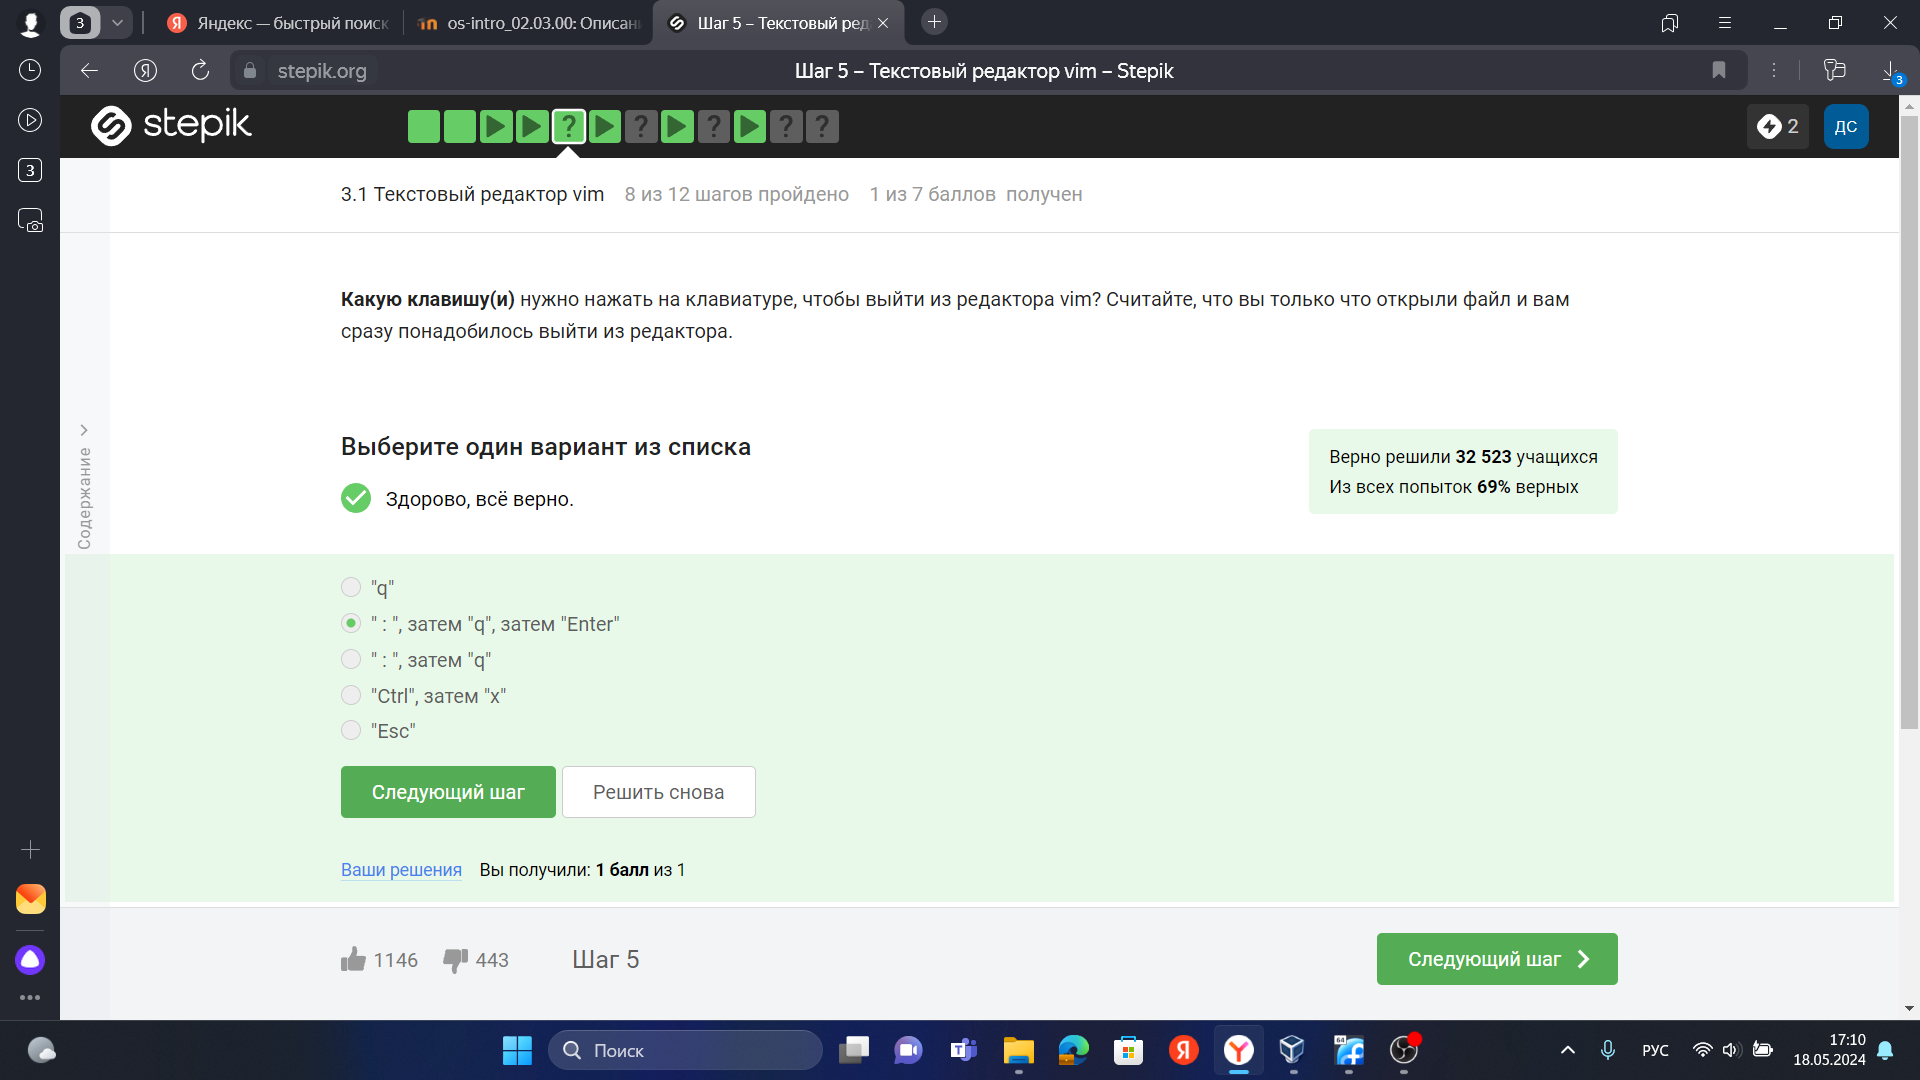 3
Яндекс — быстрый поиск
os-intro_02.03.00: Описан
Шаг 5 – Текстовый ред
stepik.org
Шаг 5 – Текстовый редактор vim – Stepik
3
3
stepik
? ? ? ? ?
2
ДС
3.1 Текстовый редактор vim 8 из 12 шагов пройдено 1 из 7 баллов получен
Какую клавишу(и) нужно нажать на клавиатуре, чтобы выйти из редактора vim? Считайте, что вы только что открыли файл и вам
сразу понадобилось выйти из редактора.
Содержание
Выберите один вариант из списка
Здорово, всё верно.
Верно решили 32 523 учащихся
Из всех попыток 69% верных
"q"
" : ", затем "q", затем "Enter"
" : ", затем "q"
"Ctrl", затем "x"
"Esc"
Следующий шаг
Решить снова
Ваши решения Вы получили: 1 балл из 1
1146
443
Шаг 5
Следующий шаг
Поиск
64
РУС
17:10
18.05.2024